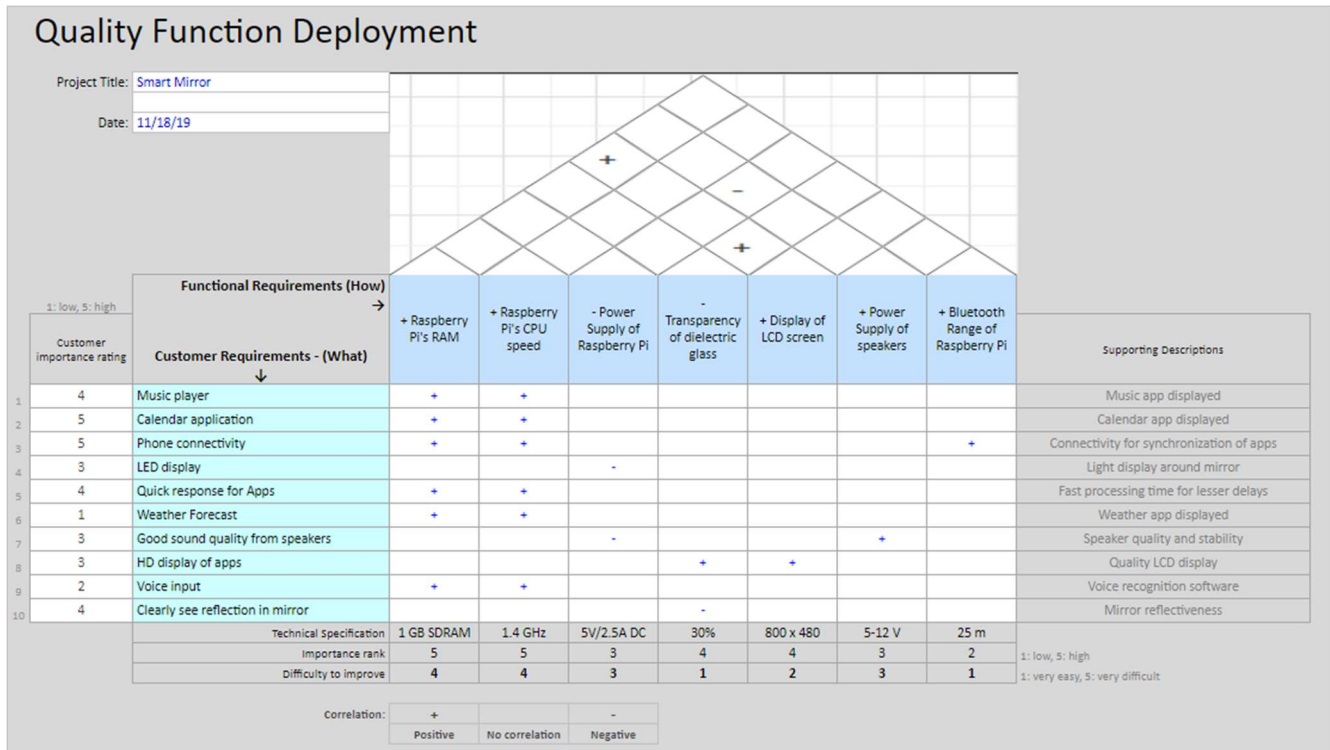 Quality Function Deployment
Project Title: Smart Mirror
Date: 11/18/19
+
-
+
Functional Requirements (How)
→
1: low, 5: high
Customer importance rating
Customer Requirements - (What)
↓
+ Raspberry Pi's RAM
+ Raspberry Pi's CPU speed
- Power Supply of Raspberry Pi
- Transparency of dielectric glass
+ Display of LCD screen
+ Power Supply of speakers
+ Bluetooth Range of Raspberry Pi
Supporting Descriptions
1 4 Music player + + Music app displayed
2 5 Calendar application + + Calendar app displayed
3 5 Phone connectivity + + + Connectivity for synchronization of apps
4 3 LED display - Light display around mirror
5 4 Quick response for Apps + + Fast processing time for lesser delays
6 1 Weather Forecast + + Weather app displayed
7 3 Good sound quality from speakers - + Speaker quality and stability
8 3 HD display of apps + + Quality LCD display
9 2 Voice input + + Voice recognition software
10 4 Clearly see reflection in mirror - Mirror reflectiveness
Technical Specification 1 GB SDRAM 1.4 GHz 5V/2.5A DC 30% 800 x 480 5-12 V 25 m
Importance rank 5 5 3 4 4 3 2 1: low, 5: high
Difficulty to improve 4 4 3 1 2 3 1 1: very easy, 5: very difficult
Correlation: + -
Positive No correlation Negative